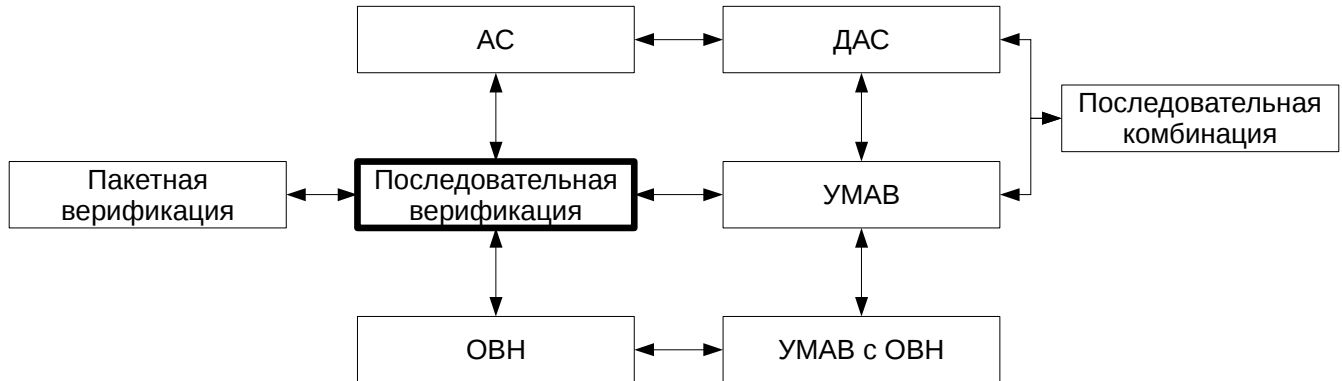 АС
ДАС
Последовательная
комбинация
Пакетная
верификация
Последовательная
верификация
УМАВ
ОВН
УМАВ с ОВН